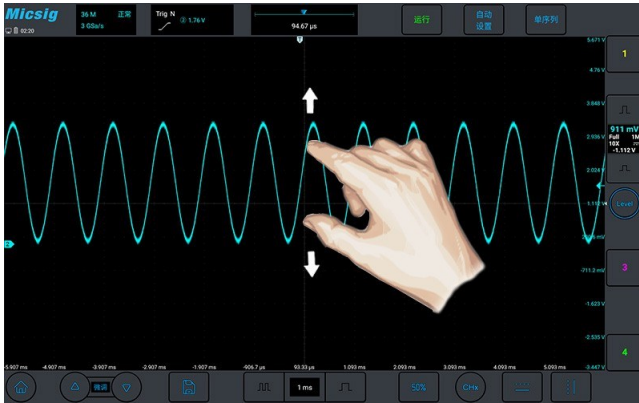 Micsig
36 M 正常
3 GSa/s
Trig N
③ 1.76 V
94.67 µs
运行
自动
设置
单序列
02:20
T
5.671 V
4.76 V
3.848 V
2.936 V
2.024 V
1.112 V
-711.2 mV
-1.623 V
-2.535 V
-3.447 V
1
911 mV
Full 1M
10X
-1.112 V
Level
3
4
2
-5.907 ms
-4.907 ms
-3.907 ms
-2.907 ms
-1.907 ms
-906.7 µs
93.33 µs
1.093 ms
2.093 ms
3.093 ms
4.093 ms
5.093 ms
微调
1 ms
50%
CHx